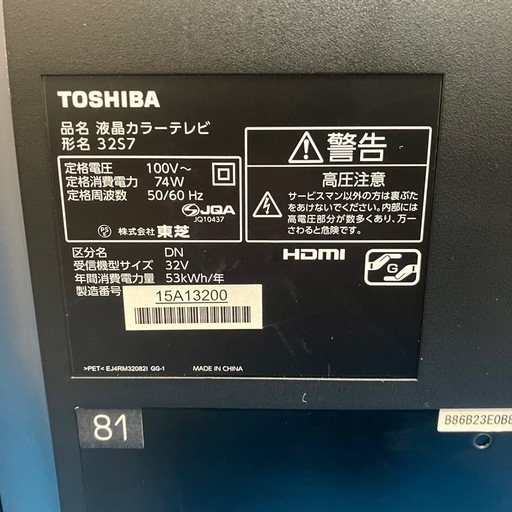 TOSHIBA
品名 液晶カラーテレビ
形名 32S7
定格電圧 100V～
定格消費電力 74W
定格周波数 50/60 Hz
JQA
JQ10437
PS E 株式会社 東芝
区分名 DN
受信機型サイズ 32V
年間消費電力量 53kWh/年
製造番号
15A13200
>PET< EJ4RM32082I GG-1 MADE IN CHINA
警告
高圧注意
サービスマン以外の方は裏ぶた
をあけないでください。内部には
高電圧部分が数多くあり、万一
さわると危険です。
HDMI
G
81
B86B23E0B8